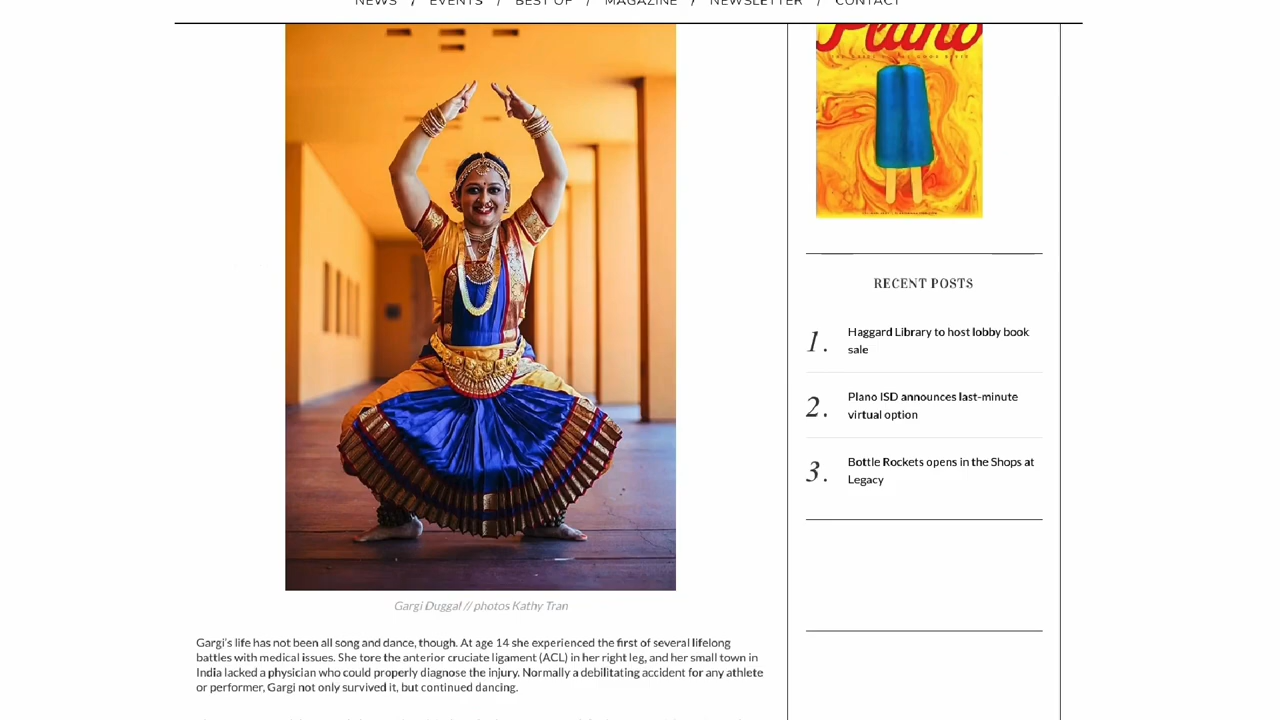 NEWS / EVENTS / BEST OF / MAGAZINE / NEWSLETTER / CONTACT
Plano
RECENT POSTS
1. Haggard Library to host lobby book
sale
2. Plano ISD announces last-minute
virtual option
3. Bottle Rockets opens in the Shops at
Legacy
Gargi Duggal // photos Kathy Tran
Gargi's life has not been all song and dance, though. At age 14 she experienced the first of several lifelong
battles with medical issues. She tore the anterior cruciate ligament (ACL) in her right leg, and her small town in
India lacked a physician who could properly diagnose the injury. Normally a debilitating accident for any athlete
or performer, Gargi not only survived it, but continued dancing.